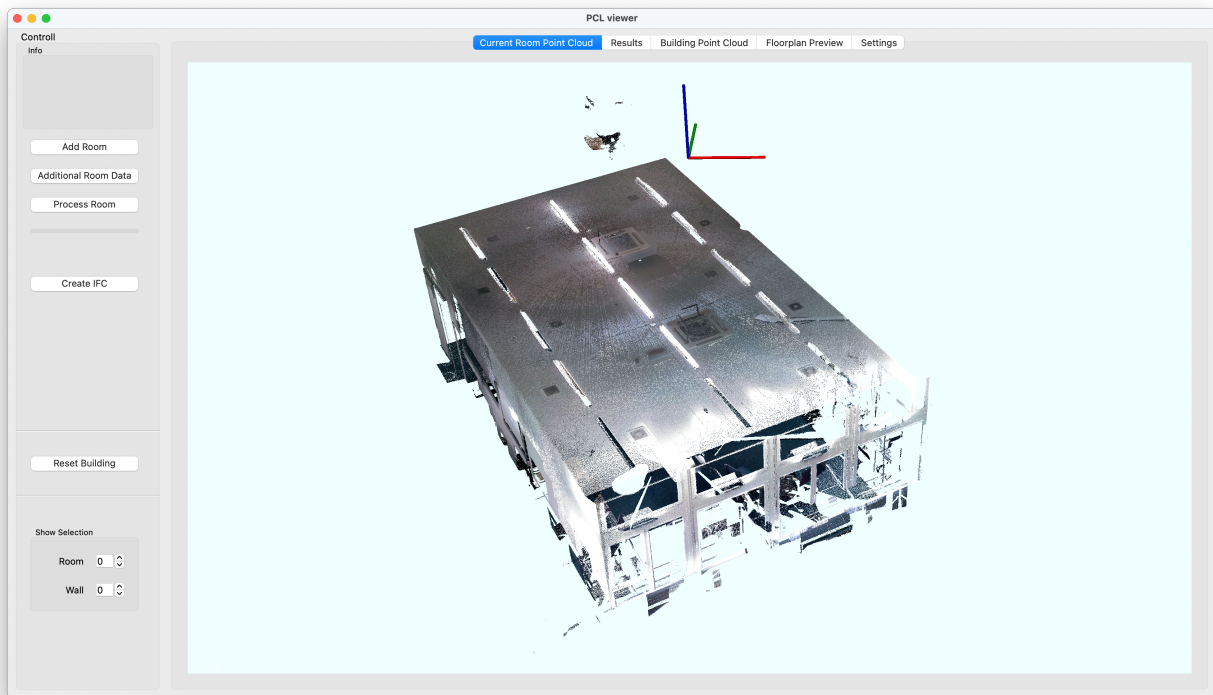 PCL viewer
Controll
Info
Current Room Point Cloud
Results
Building Point Cloud
Floorplan Preview
Settings
Add Room
Additional Room Data
Process Room
Create IFC
Reset Building
Show Selection
Room 0
Wall 0